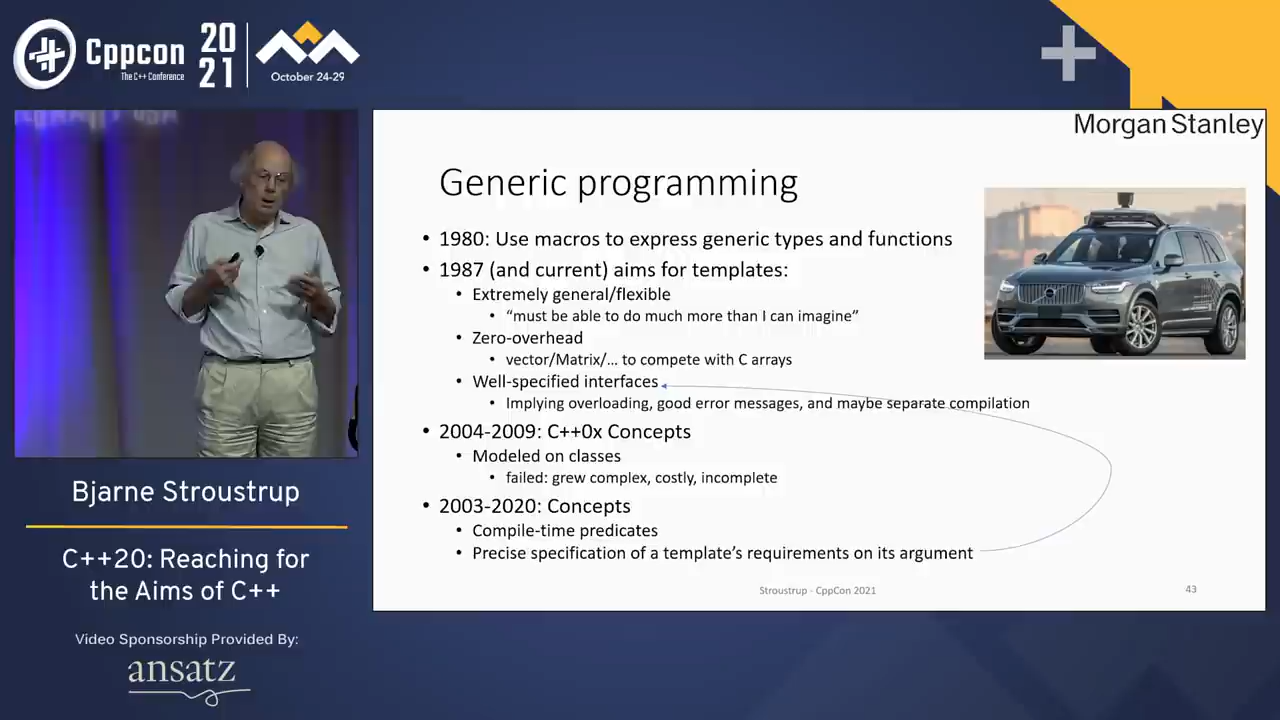 Cppcon
The C++ Conference
20
21
October 24-29
Morgan Stanley
Generic programming
• 1980: Use macros to express generic types and functions
• 1987 (and current) aims for templates:
• Extremely general/flexible
• “must be able to do much more than I can imagine”
• Zero-overhead
• vector/Matrix/… to compete with C arrays
• Well-specified interfaces
• Implying overloading, good error messages, and maybe separate compilation
• 2004-2009: C++0x Concepts
• Modeled on classes
• failed: grew complex, costly, incomplete
• 2003-2020: Concepts
• Compile-time predicates
• Precise specification of a template’s requirements on its argument
Stroustrup - CppCon 2021
43
Bjarne Stroustrup
C++20: Reaching for
the Aims of C++
Video Sponsorship Provided By:
ansatz